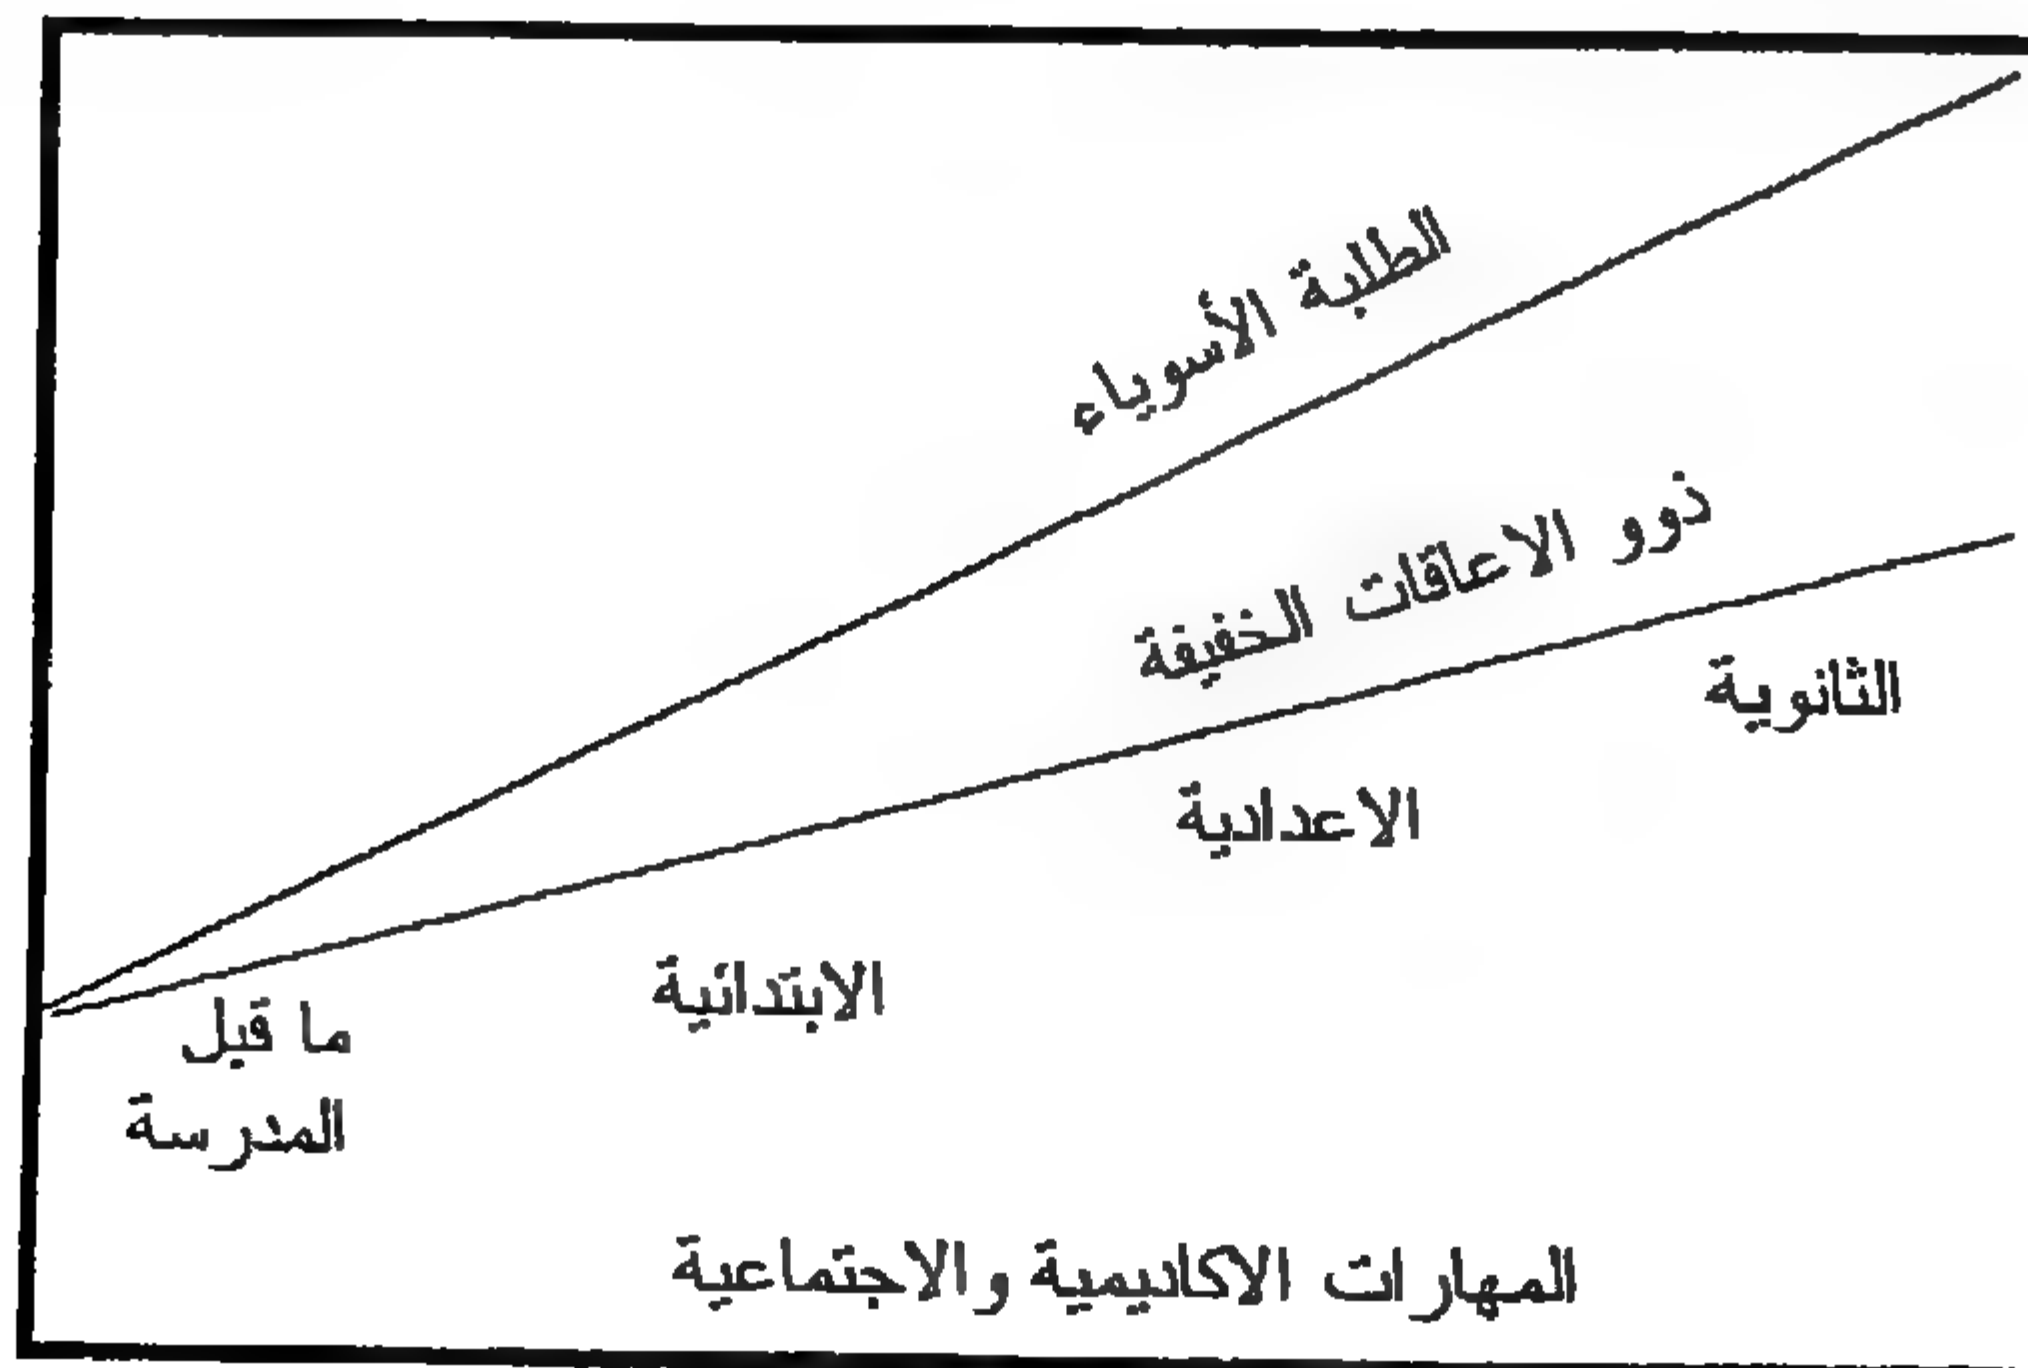 الطلبة الأسوياء
ذوو الاعاقات الخفيفة
الثانوية
الاعدادية
الابتدائية
ما قبل
المدرسة
المهارات الاكاديمية والاجتماعية